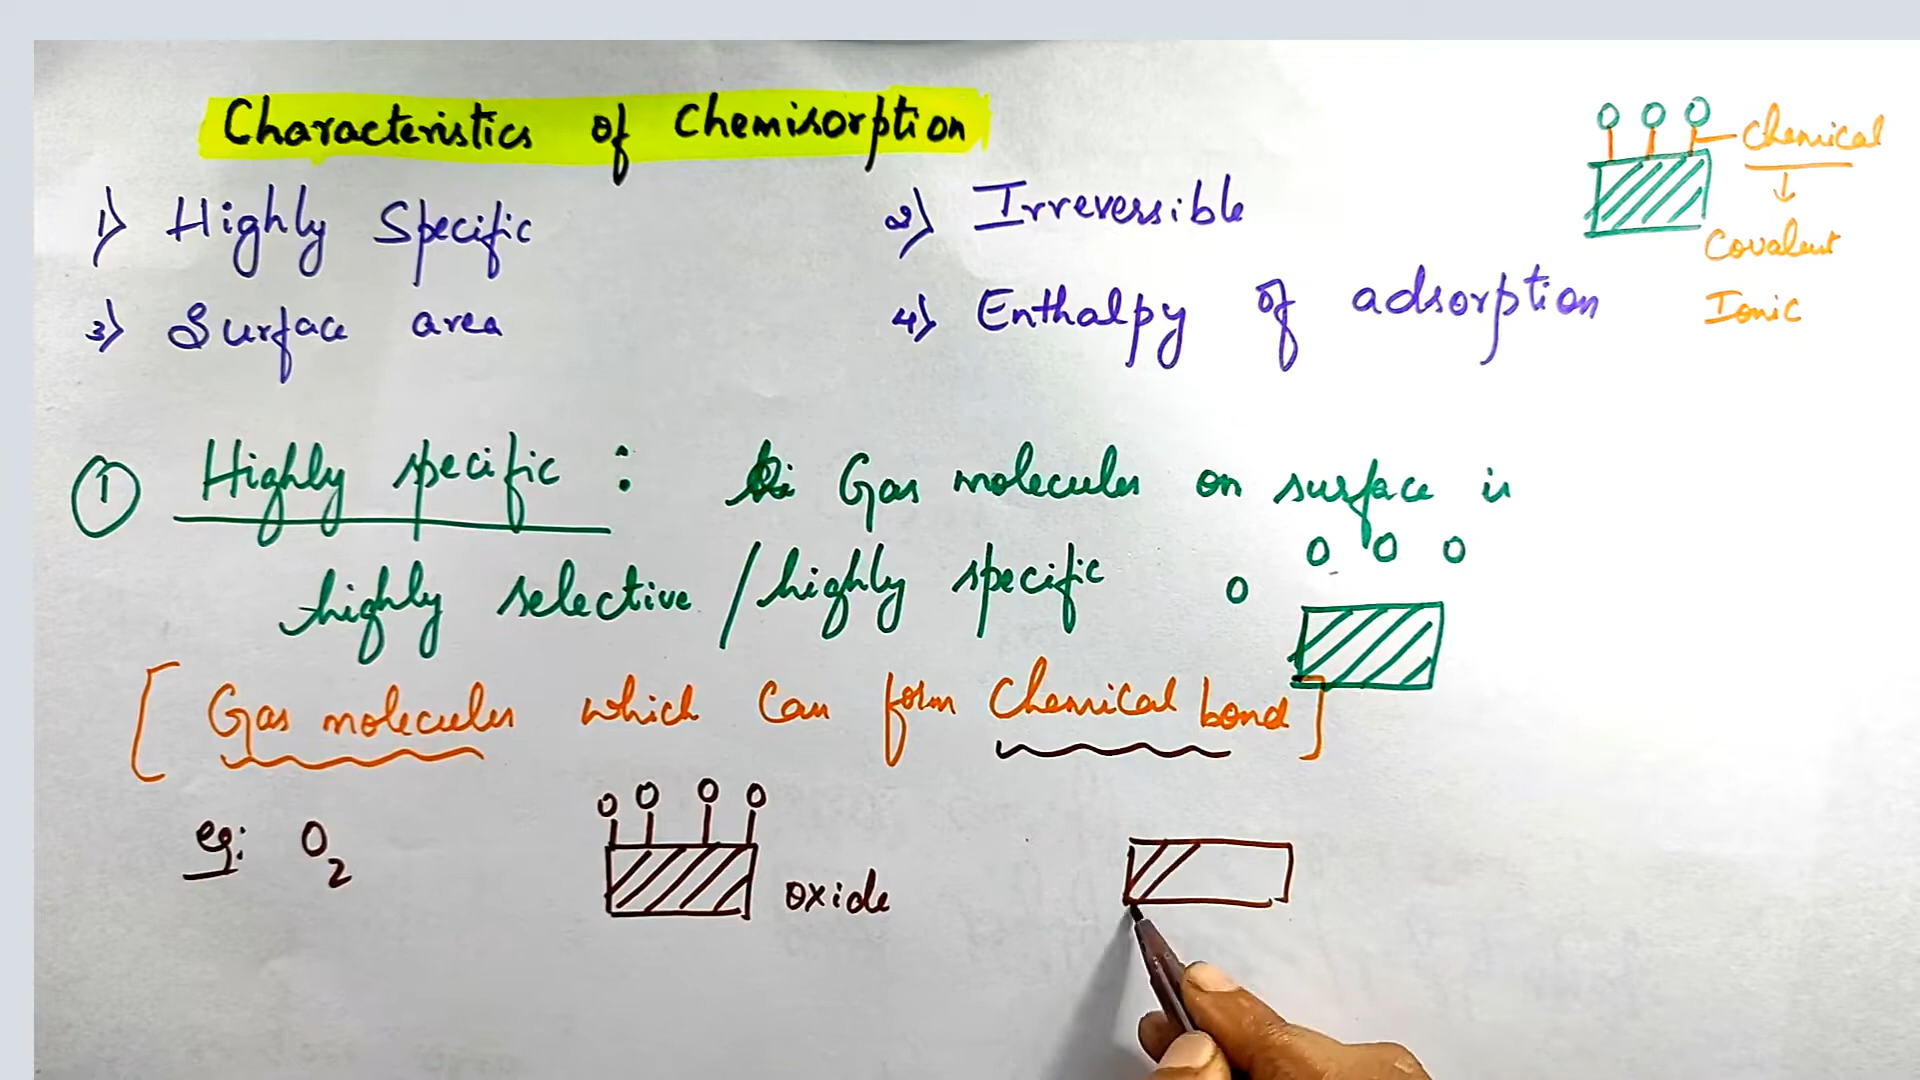 Characteristics of Chemisorption
1) Highly Specific
2) Irreversible
3) Surface area
4) Enthalpy of adsorption
Chemical
↓
Covalent
Ionic
① Highly specific : Gas molecules on surface is
highly selective / highly specific
[ Gas molecules which can form Chemical bond ]
eg: O2
oxide